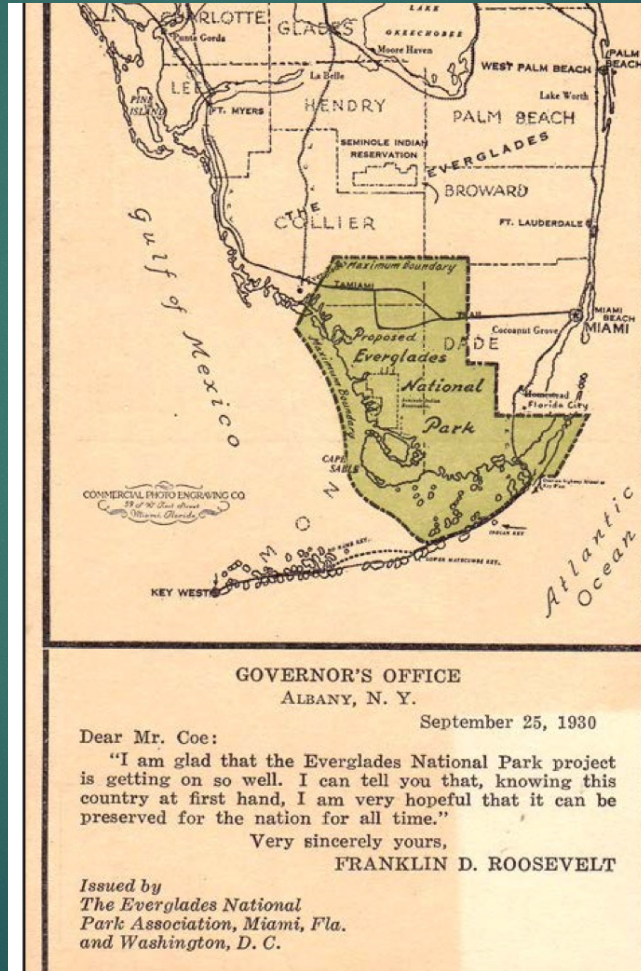 CHARLOTTE
GLADES
LAKE
OKEECHOBEE
Punta Gorda
Moore Haven
PALM
BEACH
WEST PALM BEACH
La Belle
LEE
HENDRY
Lake Worth
PINE
ISLAND
FT. MYERS
PALM BEACH
SEMINOLE INDIAN
RESERVATION
THE EVERGLADES
BROWARD
COLLIER
FT. LAUDERDALE
Gulf of Mexico
Maximum Boundary
TAMIAMI
TRAIL
MIAMI
BEACH
MIAMI
Cocoanut Grove
DADE
Proposed
Everglades
National
Park
Maximum Boundary
Homestead
Florida City
CAPE
SABLE
COMMERCIAL PHOTO ENGRAVING CO
Miami, Florida
MON
INDIAN KEY
LOWER MATECUMBE KEY.
KEY WEST
Atlantic
Ocean
GOVERNOR'S OFFICE
ALBANY, N. Y.
September 25, 1930
Dear Mr. Coe:
"I am glad that the Everglades National Park project
is getting on so well. I can tell you that, knowing this
country at first hand, I am very hopeful that it can be
preserved for the nation for all time."
Very sincerely yours,
FRANKLIN D. ROOSEVELT
Issued by
The Everglades National
Park Association, Miami, Fla.
and Washington, D. C.